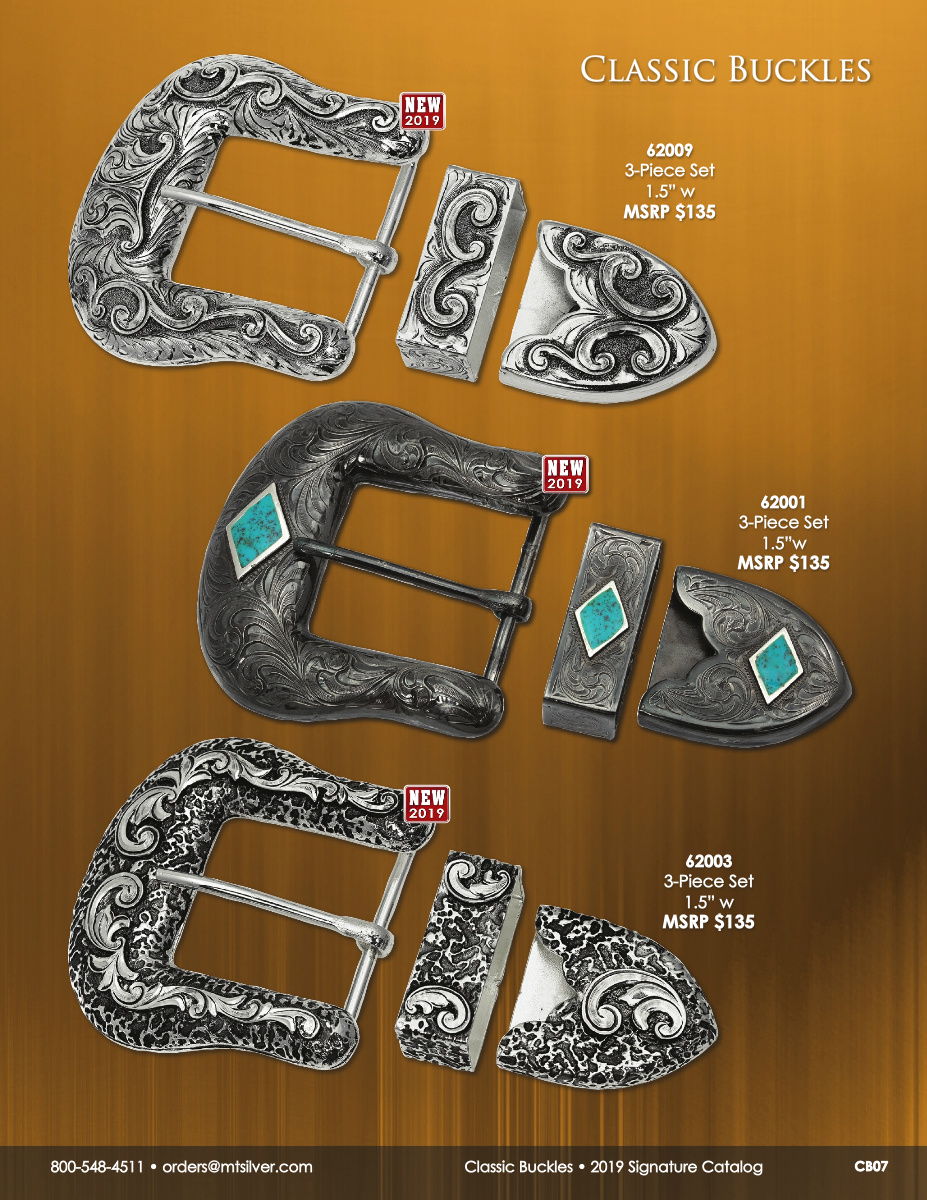 Classic Buckles
NEW
2019
62009
3-Piece Set
1.5" w
MSRP $135
NEW
2019
62001
3-Piece Set
1.5"w
MSRP $135
NEW
2019
62003
3-Piece Set
1.5" w
MSRP $135
800-548-4511 • orders@mtsilver.com
Classic Buckles • 2019 Signature Catalog
CB07